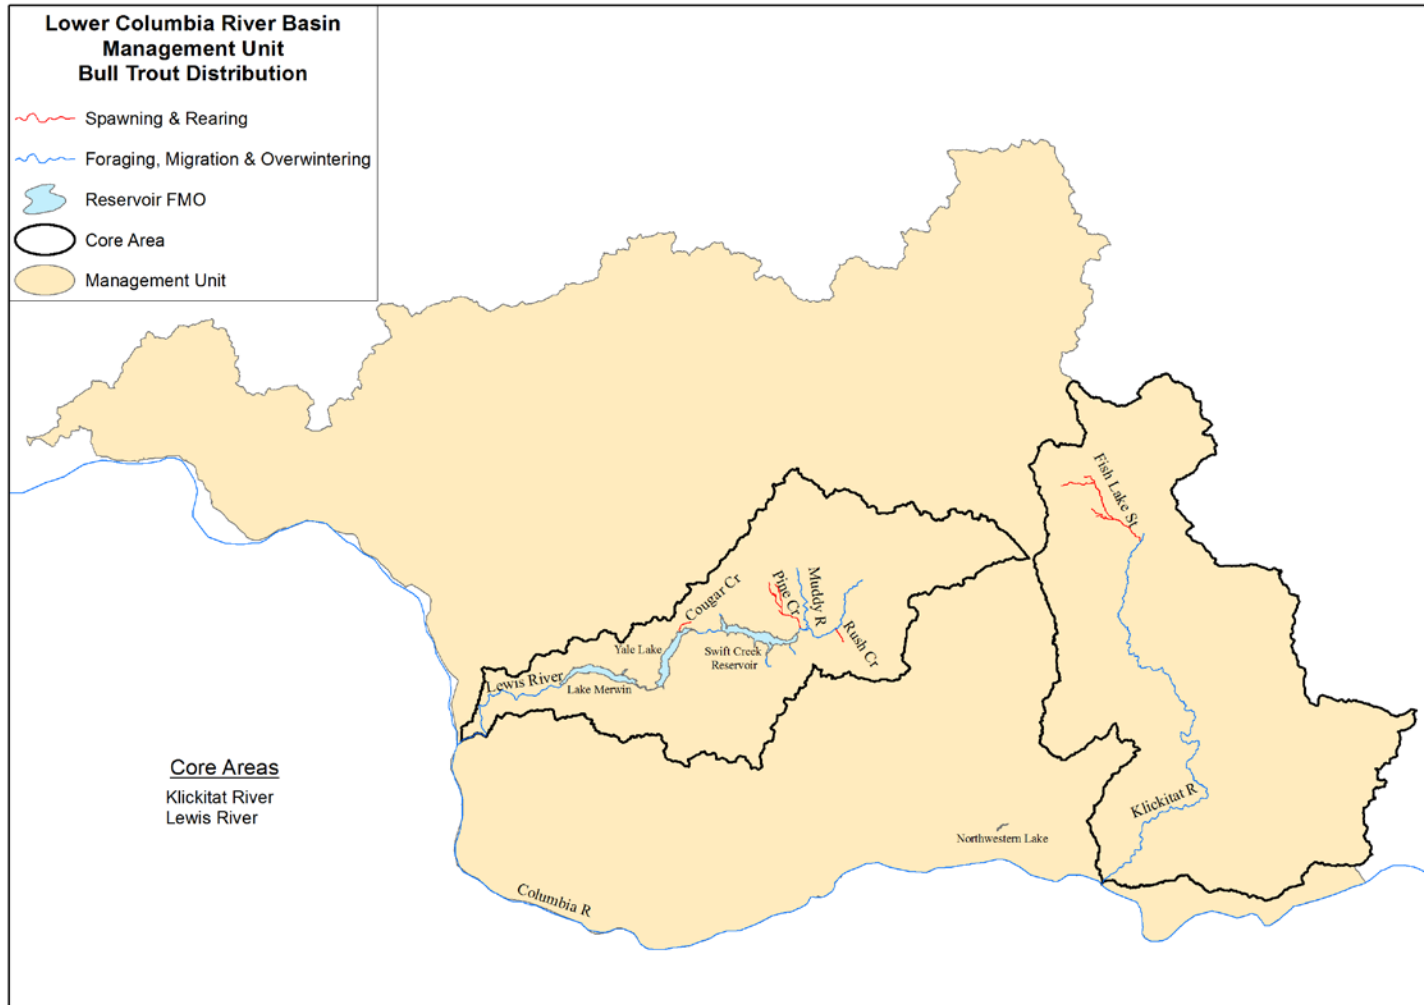 Lower Columbia River Basin
Management Unit
Bull Trout Distribution
Spawning & Rearing
Foraging, Migration & Overwintering
Reservoir FMO
Core Area
Management Unit
Fish Lake St
Cougar Cr
Pine Cr
Muddy R
Rush Cr
Yale Lake
Swift Creek
Reservoir
Lewis River
Lake Merwin
Core Areas
Klickitat River
Lewis River
Klickitat R
Northwestern Lake
Columbia R